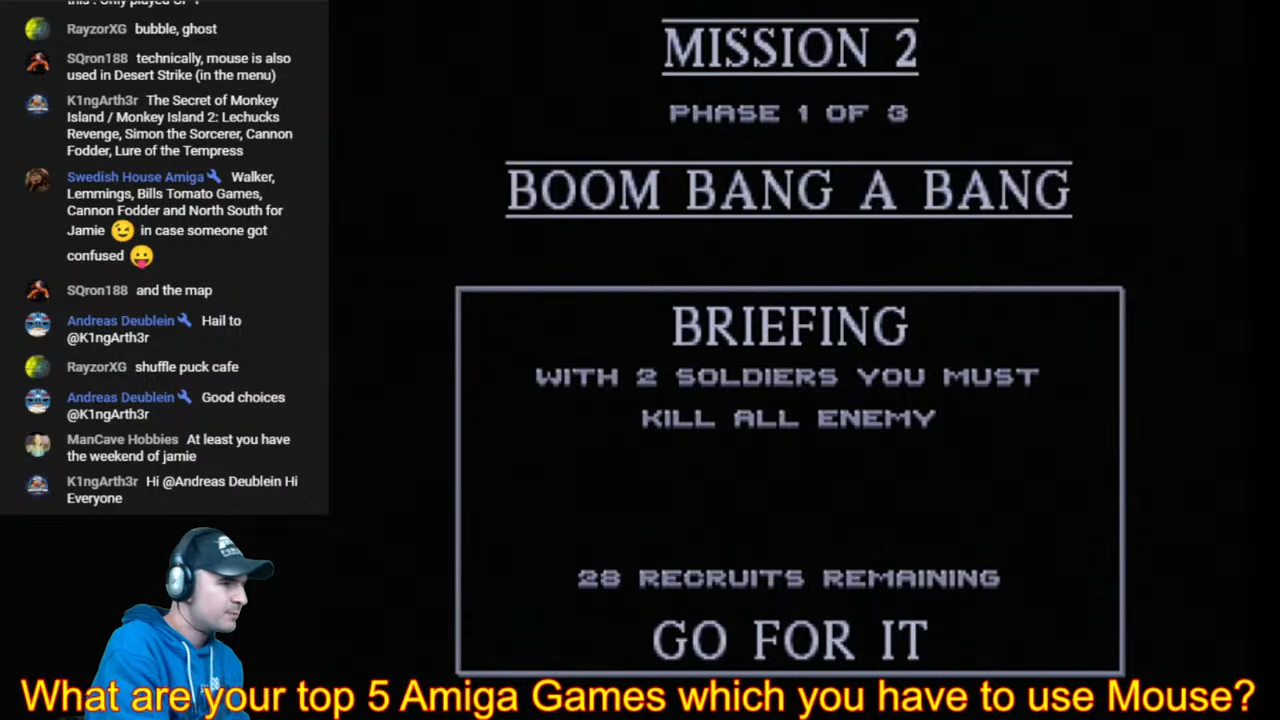 this . Only played GP1
RayzorXG bubble, ghost
SQron188 technically, mouse is also
used in Desert Strike (in the menu)
K1ngArth3r The Secret of Monkey
Island / Monkey Island 2: Lechucks
Revenge, Simon the Sorcerer, Cannon
Fodder, Lure of the Tempress
Swedish House Amiga Walker,
Lemmings, Bills Tomato Games,
Cannon Fodder and North South for
Jamie 😉 in case someone got
confused 😛
SQron188 and the map
Andreas Deublein Hail to
@K1ngArth3r
RayzorXG shuffle puck cafe
Andreas Deublein Good choices
@K1ngArth3r
ManCave Hobbies At least you have
the weekend of jamie
K1ngArth3r Hi @Andreas Deublein Hi
Everyone
MISSION 2
PHASE 1 OF 3
BOOM BANG A BANG
BRIEFING
WITH 2 SOLDIERS YOU MUST
KILL ALL ENEMY
28 RECRUITS REMAINING
GO FOR IT
What are your top 5 Amiga Games which you have to use Mouse?